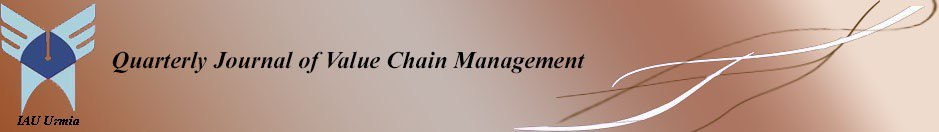 Quarterly Journal of Value Chain Management
IAU Urmia